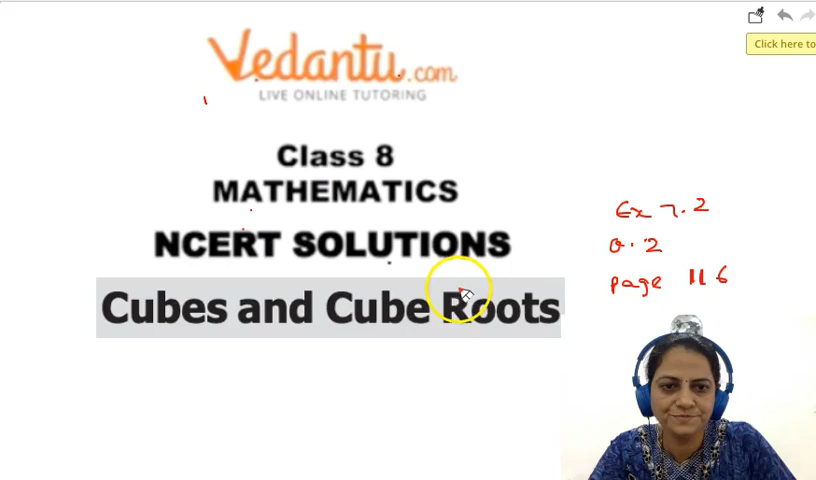 Click here to
Vedantu.com
LIVE ONLINE TUTORING
Class 8
MATHEMATICS
NCERT SOLUTIONS
Cubes and Cube Roots
Ex 7.2
Q. 2
page 116